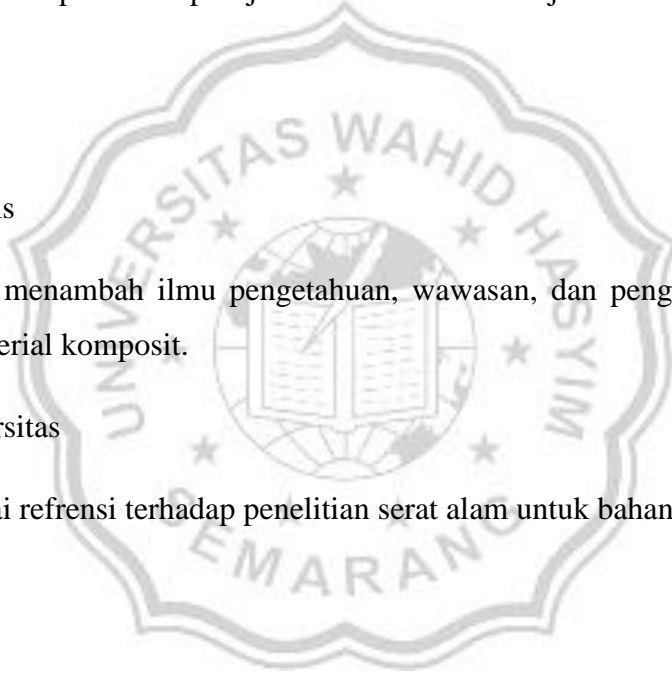 UNIVERSITAS WAHID HASYIM
is
menambah ilmu pengetahuan, wawasan, dan peng
erial komposit.
rsitas
ai refrensi terhadap penelitian serat alam untuk bahan
SEMARANG